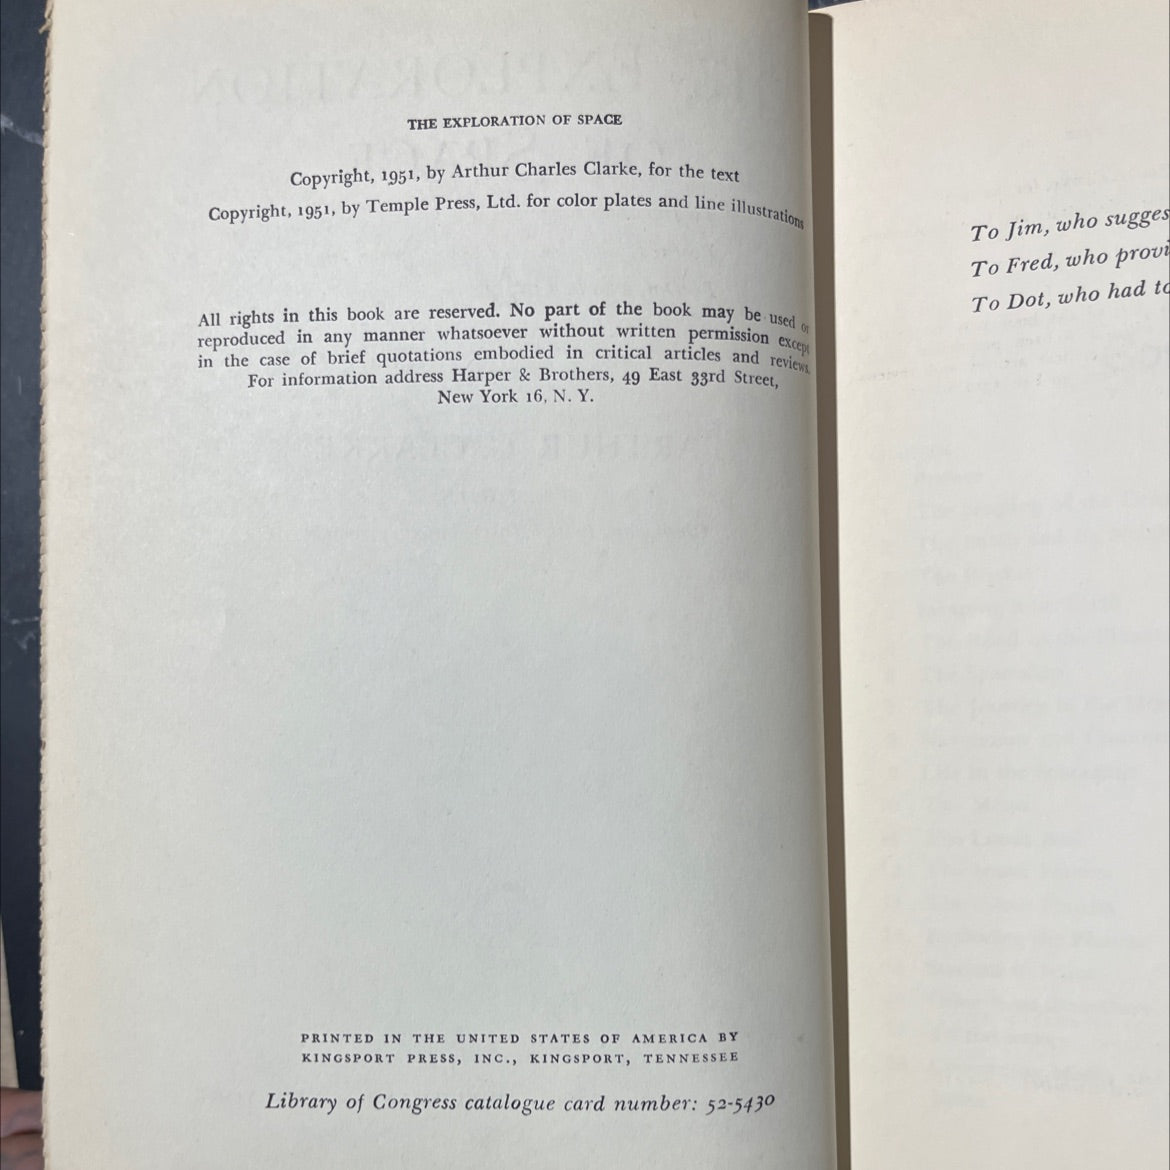 THE EXPLORATION OF SPACE
Copyright, 1951, by Arthur Charles Clarke, for the text
Copyright, 1951, by Temple Press, Ltd. for color plates and line illustrations
All rights in this book are reserved. No part of the book may be used or
reproduced in any manner whatsoever without written permission except
in the case of brief quotations embodied in critical articles and reviews.
For information address Harper & Brothers, 49 East 33rd Street,
New York 16, N. Y.
PRINTED IN THE UNITED STATES OF AMERICA BY
KINGSPORT PRESS, INC., KINGSPORT, TENNESSEE
Library of Congress catalogue card number: 52-5430
To Jim, who sugges
To Fred, who provi
To Dot, who had to